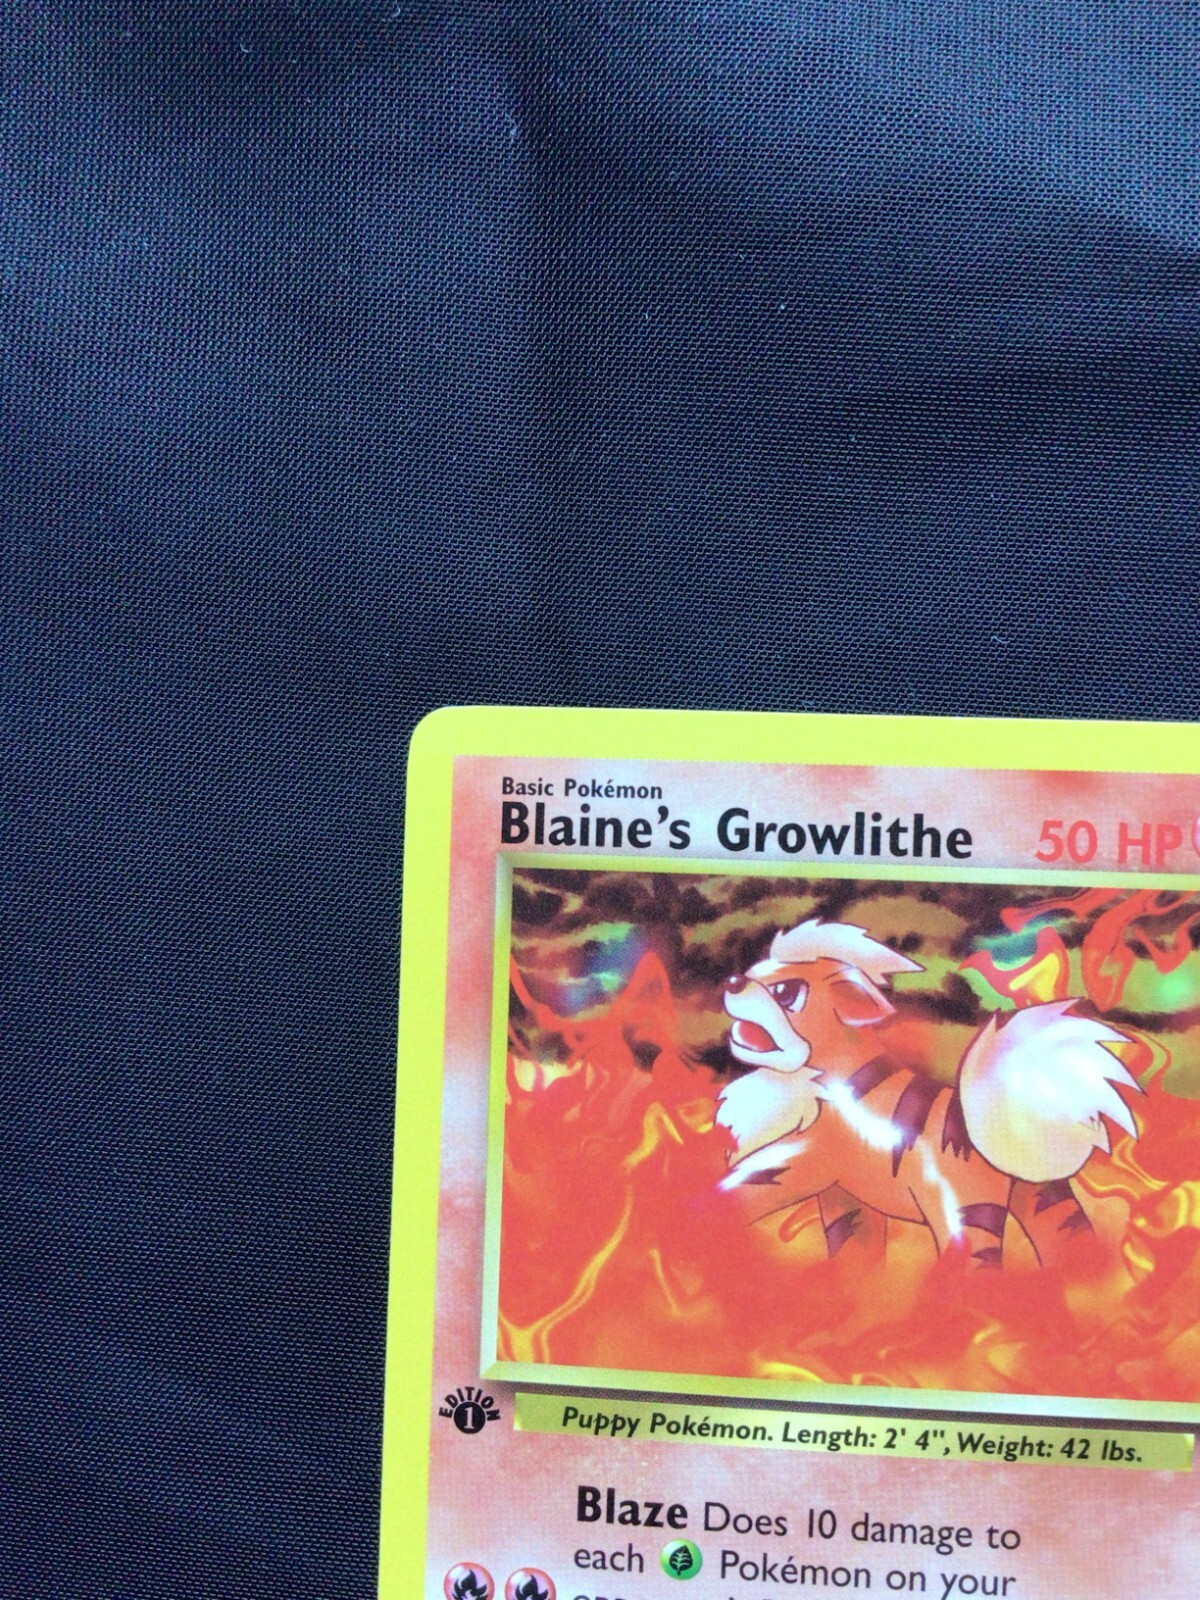 Basic Pokémon
Blaine's Growlithe 50 HP
EDITION
1
Puppy Pokémon. Length: 2' 4", Weight: 42 lbs.
Blaze Does 10 damage to
each Pokémon on your